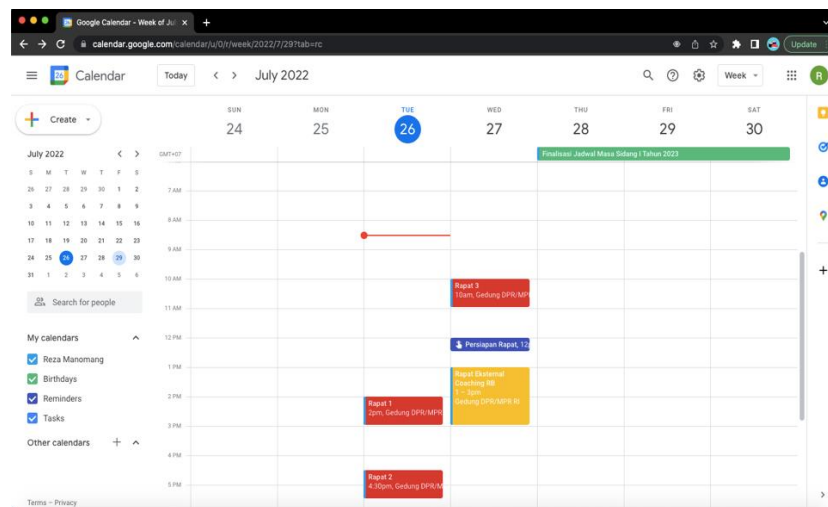 Google Calendar - Week of Jul
calendar.google.com/calendar/u/0/r/week/2022/7/29?tab=rc
Update
26 Calendar
Today
July 2022
Week
R
Create
July 2022
S M T W T F S
26 27 28 29 30 1 2
3 4 5 6 7 8 9
10 11 12 13 14 15 16
17 18 19 20 21 22 23
24 25 26 27 28 29 30
31 1 2 3 4 5 6
Search for people
My calendars
Reza Manomang
Birthdays
Reminders
Tasks
Other calendars
Terms – Privacy
SUN MON TUE WED THU FRI SAT
24 25 26 27 28 29 30
GMT+07
Finalisasi Jadwal Masa Sidang I Tahun 2023
7 AM
8 AM
9 AM
10 AM
Rapat 3
10am, Gedung DPR/MPR
11 AM
12 PM
Persiapan Rapat, 12p
1 PM
Rapat Eksternal
Coaching RB
1 – 3pm
Gedung DPR/MPR RI
2 PM
Rapat 1
2pm, Gedung DPR/MPR
3 PM
4 PM
Rapat 2
4:30pm, Gedung DPR/M
5 PM